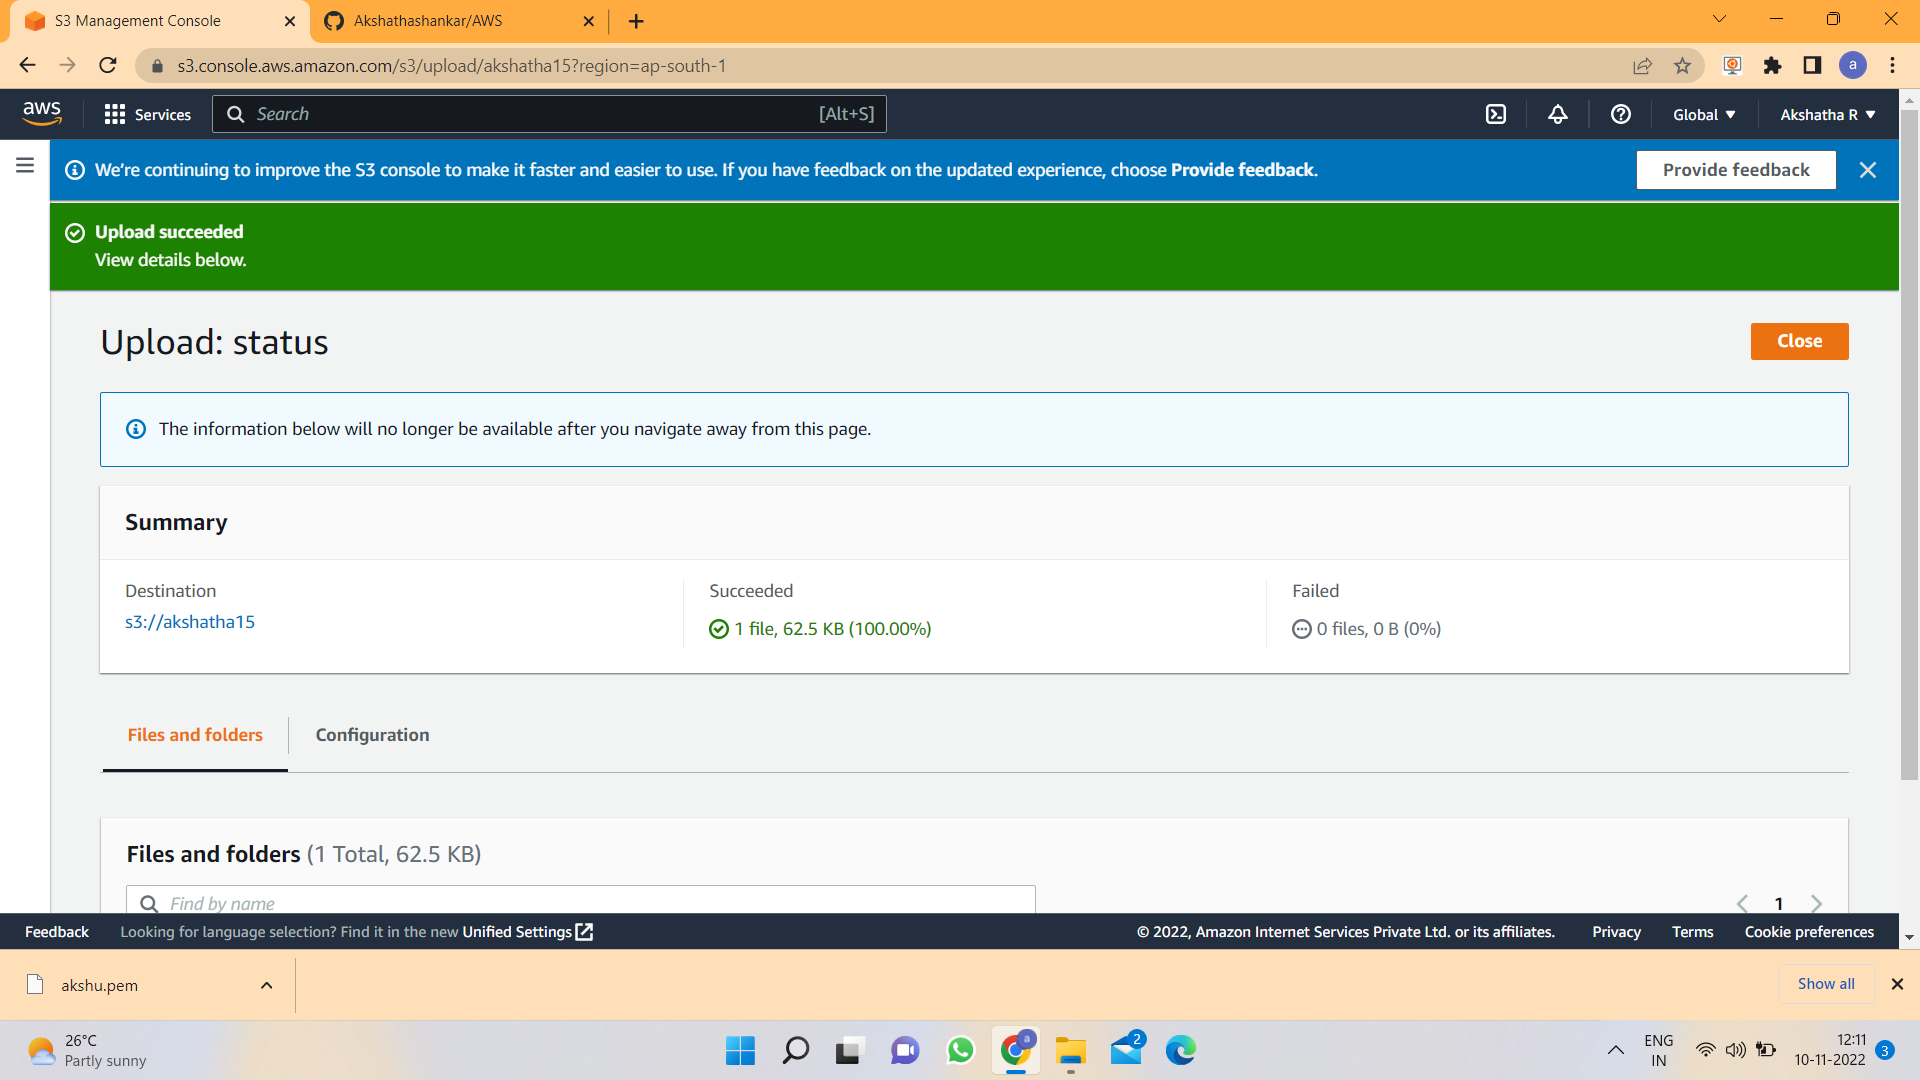 S3 Management Console
Akshathashankar/AWS
s3.console.aws.amazon.com/s3/upload/akshatha15?region=ap-south-1
a
aws
Services
Search
[Alt+S]
Global
Akshatha R
We're continuing to improve the S3 console to make it faster and easier to use. If you have feedback on the updated experience, choose Provide feedback.
Provide feedback
Upload succeeded
View details below.
Upload: status
Close
The information below will no longer be available after you navigate away from this page.
Summary
Destination
Succeeded
Failed
s3://akshatha15
1 file, 62.5 KB (100.00%)
0 files, 0 B (0%)
Files and folders
Configuration
Files and folders (1 Total, 62.5 KB)
Find by name
1
Feedback
Looking for language selection? Find it in the new Unified Settings
© 2022, Amazon Internet Services Private Ltd. or its affiliates.
Privacy
Terms
Cookie preferences
akshu.pem
Show all
26°C
Partly sunny
a
2
ENG
IN
12:11
10-11-2022
3